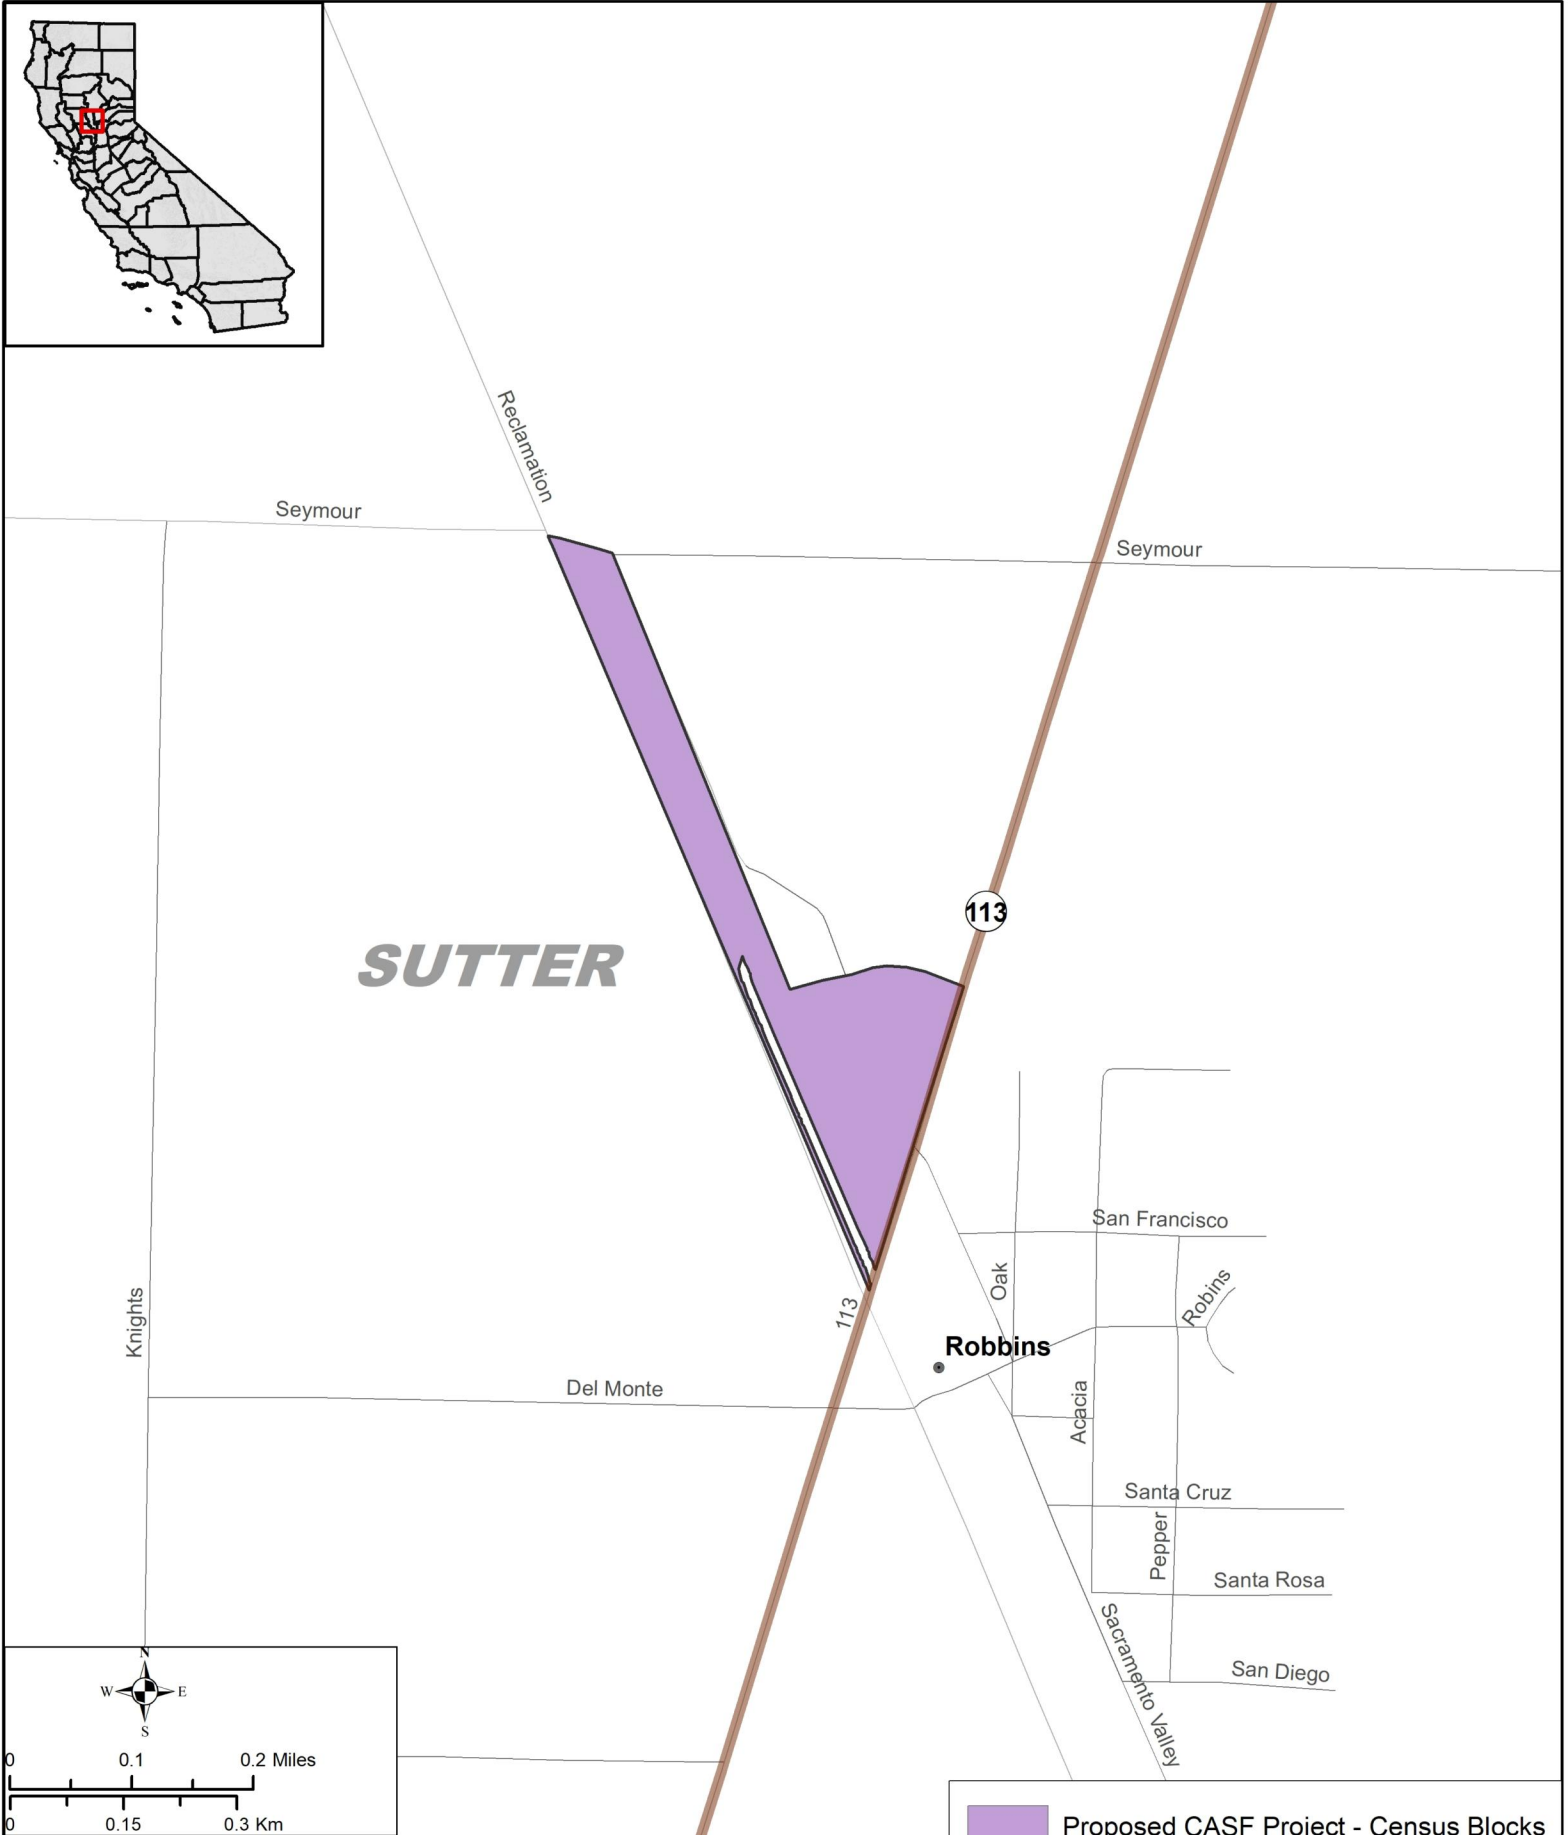 Reclamation
Seymour
Seymour
113
SUTTER
San Francisco
Oak
Robins
Knights
113
Robbins
Del Monte
Acacia
Santa Cruz
Pepper
Santa Rosa
Sacramento Valley
San Diego
N
W E
S
0 0.1 0.2 Miles
0 0.15 0.3 Km
Proposed CASF Project - Census Blocks